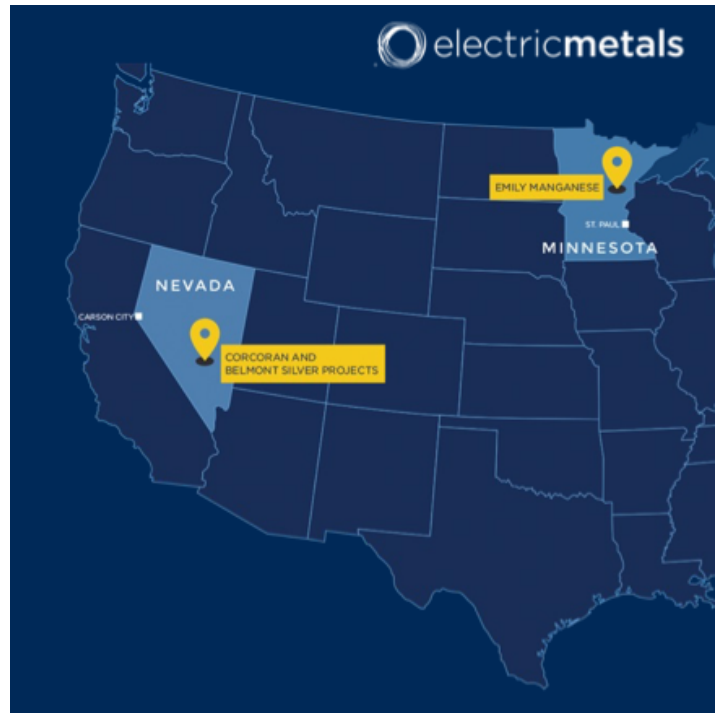 electricmetals
EMILY MANGANESE
ST. PAUL
MINNESOTA
NEVADA
CARSON CITY
CORCORAN AND
BELMONT SILVER PROJECTS